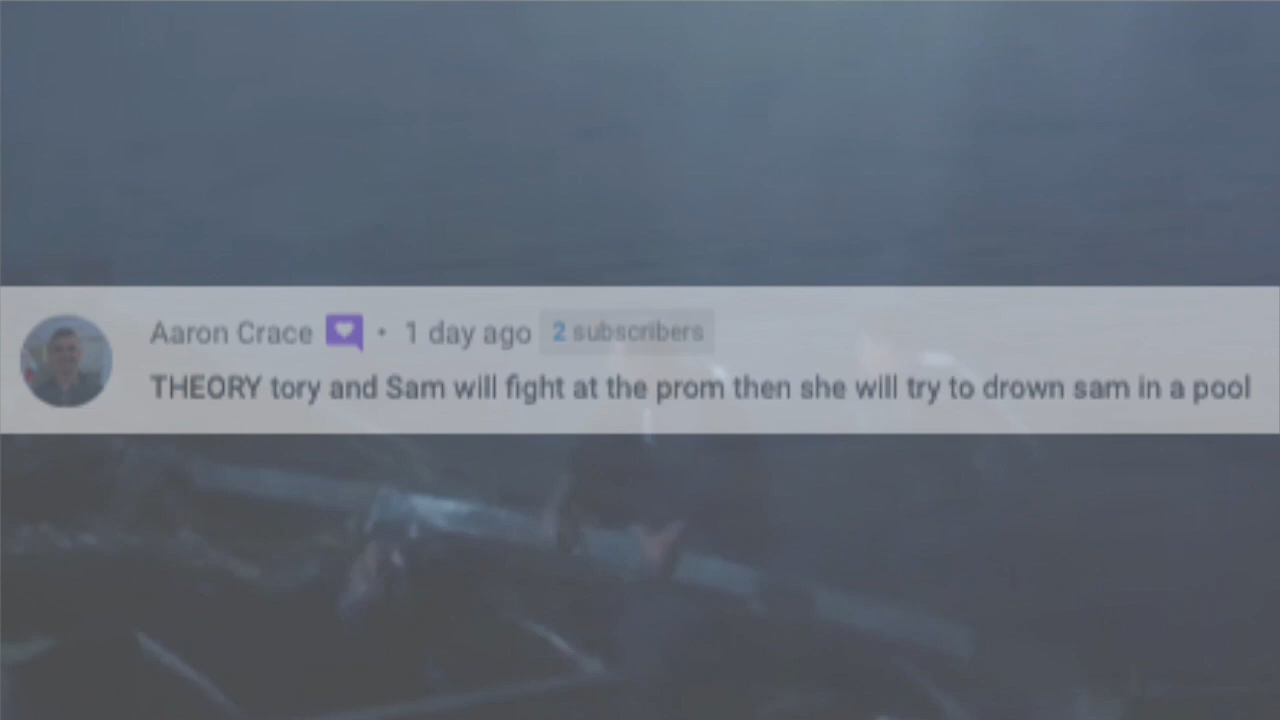 Aaron Crace • 1 day ago 2 subscribers
THEORY tory and Sam will fight at the prom then she will try to drown sam in a pool